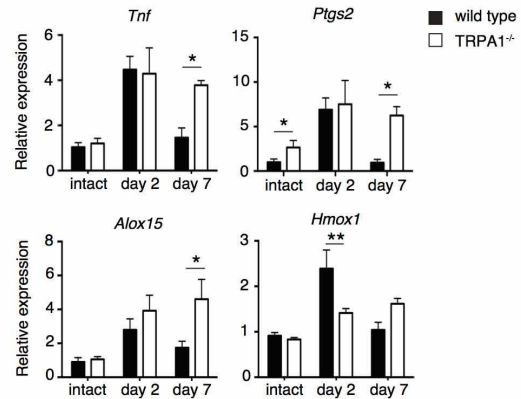 Tnf
Ptgs2
wild type
TRPA1-/-
Relative expression
6
4
2
0
*
intact day 2 day 7
15
10
5
0
*
*
intact day 2 day 7
Alox15
Hmox1
Relative expression
8
6
4
2
0
*
intact day 2 day 7
3
2
1
0
**
intact day 2 day 7